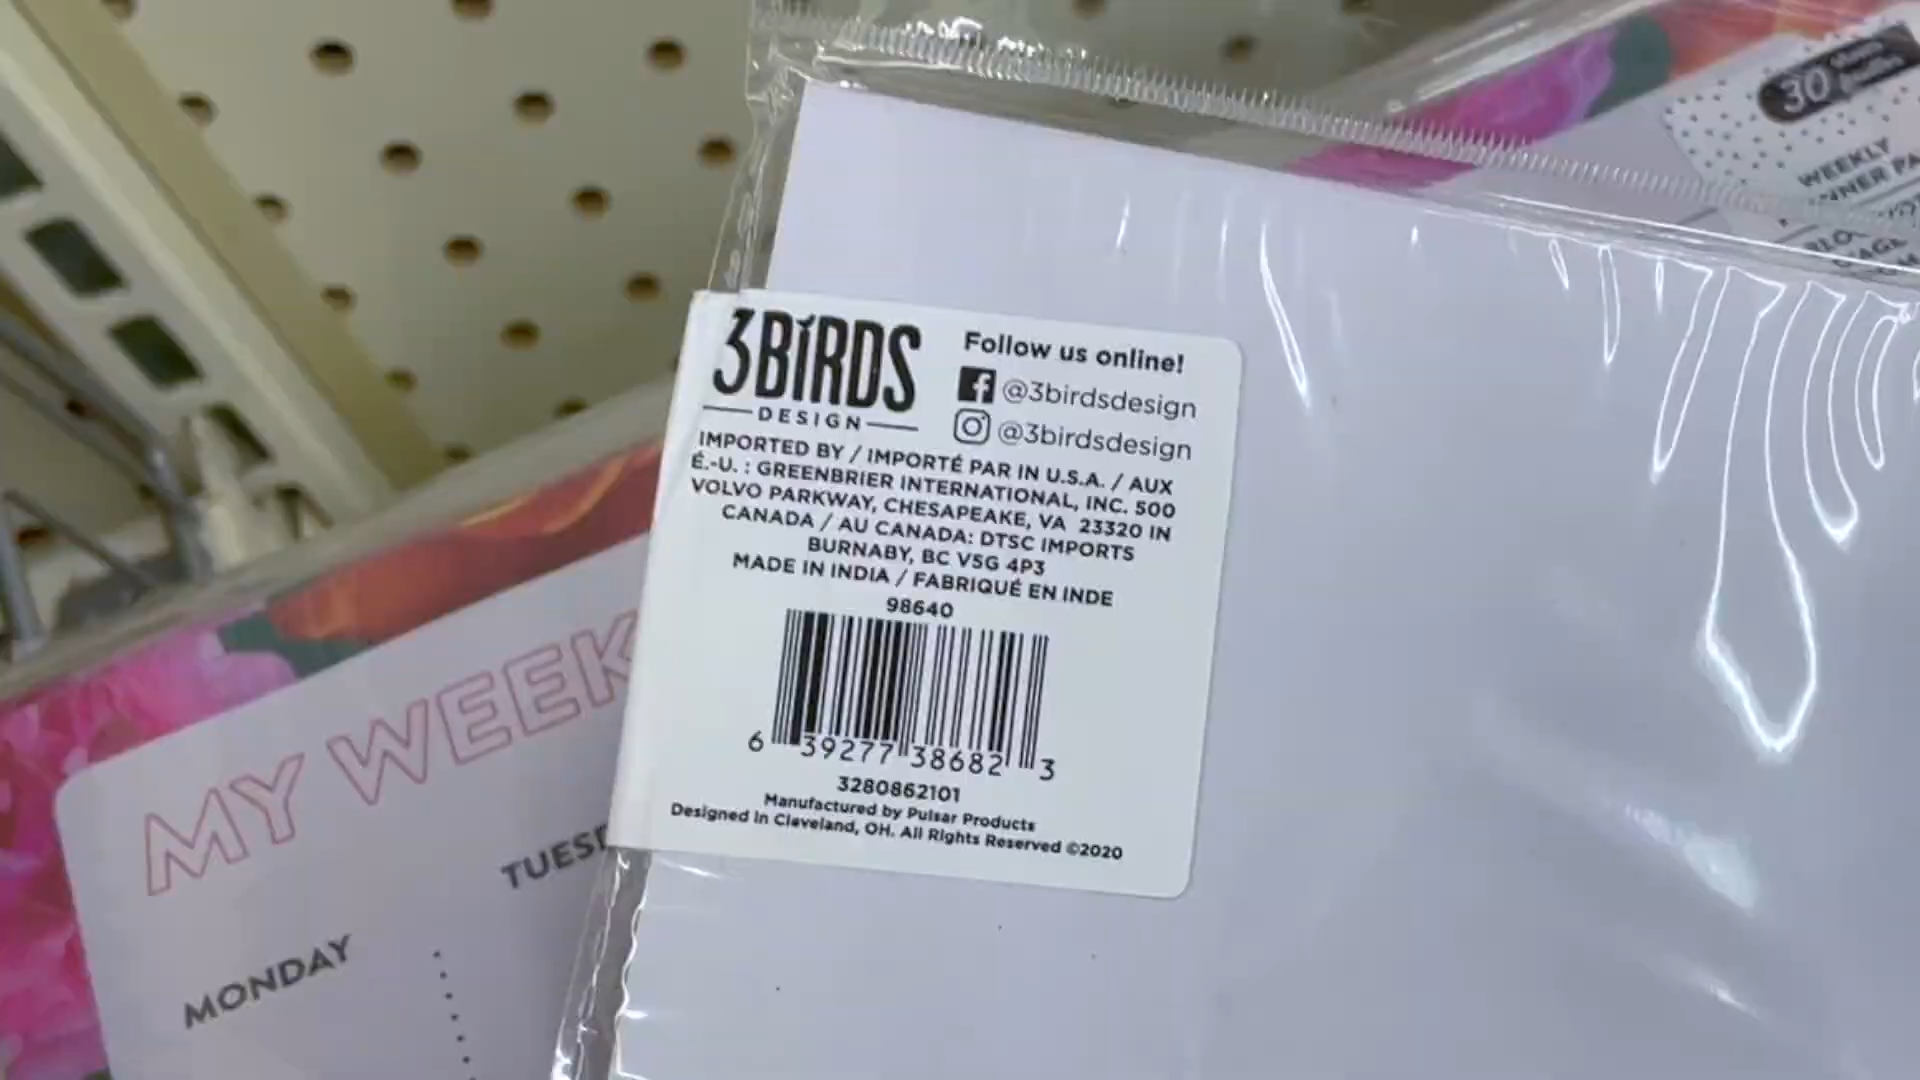 3BIRDS
DESIGN
Follow us online!
@3birdsdesign
@3birdsdesign
IMPORTED BY / IMPORTÉ PAR IN U.S.A. / AUX
É.-U. : GREENBRIER INTERNATIONAL, INC. 500
VOLVO PARKWAY, CHESAPEAKE, VA 23320 IN
CANADA / AU CANADA: DTSC IMPORTS
BURNABY, BC V5G 4P3
MADE IN INDIA / FABRIQUÉ EN INDE
98640
6 39277 38682 3
3280862101
Manufactured by Pulsar Products
Designed in Cleveland, OH. All Rights Reserved ©2020
MY WEEK
MONDAY
TUES
30
WEEKLY